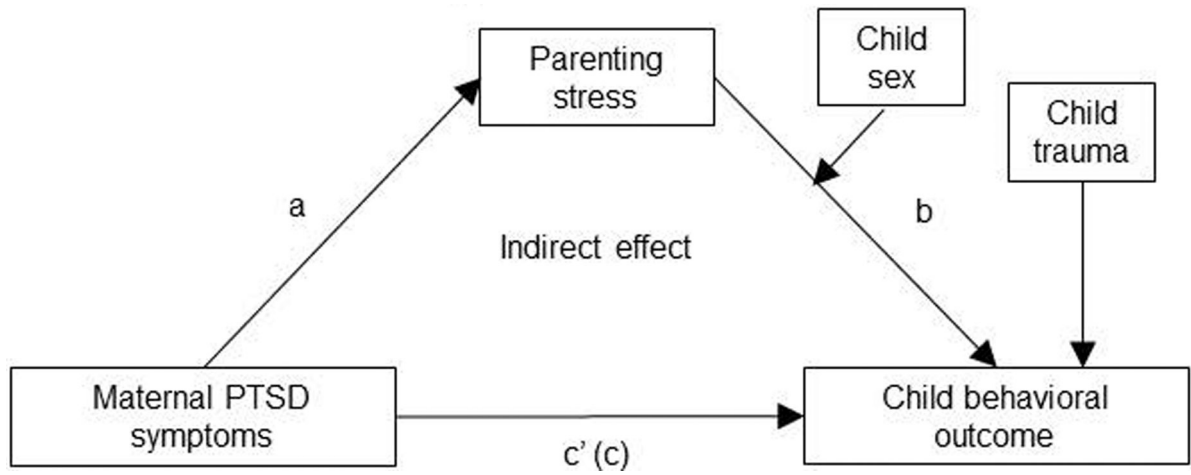 Parenting
stress
Child
sex
Child
trauma
a
b
Indirect effect
Maternal PTSD
symptoms
c' (c)
Child behavioral
outcome